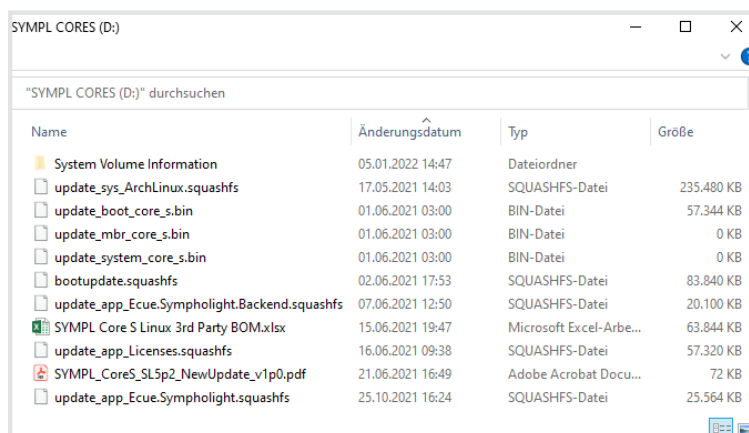 SYMPL CORES (D:)
"SYMPL CORES (D:)" durchsuchen
Name Änderungsdatum Typ Größe
System Volume Information 05.01.2022 14:47 Dateiordner
update_sys_ArchLinux.squashfs 17.05.2021 14:03 SQUASHFS-Datei 235.480 KB
update_boot_core_s.bin 01.06.2021 03:00 BIN-Datei 57.344 KB
update_mbr_core_s.bin 01.06.2021 03:00 BIN-Datei 0 KB
update_system_core_s.bin 01.06.2021 03:00 BIN-Datei 0 KB
bootupdate.squashfs 02.06.2021 17:53 SQUASHFS-Datei 83.840 KB
update_app_Ecue.Sympholight.Backend.squashfs 07.06.2021 12:50 SQUASHFS-Datei 20.100 KB
SYMPL Core S Linux 3rd Party BOM.xlsx 15.06.2021 19:47 Microsoft Excel-Arbe... 63.844 KB
update_app_Licenses.squashfs 16.06.2021 09:38 SQUASHFS-Datei 57.320 KB
SYMPL_CoreS_SL5p2_NewUpdate_v1p0.pdf 21.06.2021 16:49 Adobe Acrobat Docu... 72 KB
update_app_Ecue.Sympholight.squashfs 25.10.2021 16:24 SQUASHFS-Datei 25.564 KB